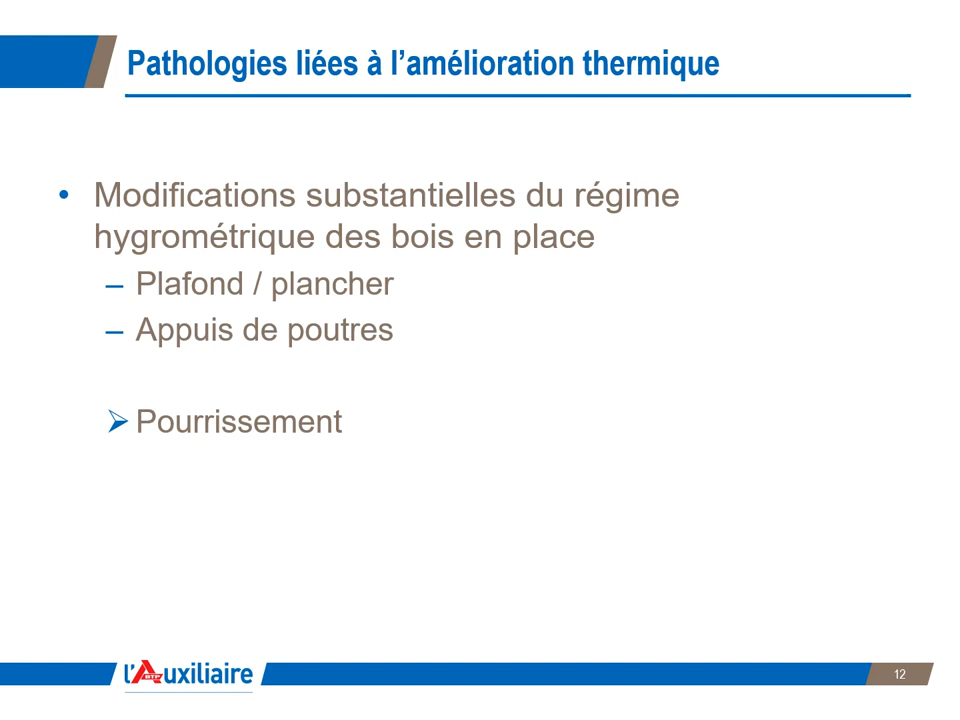 Pathologies liées à l’amélioration thermique
• Modifications substantielles du régime
hygrométrique des bois en place
– Plafond / plancher
– Appuis de poutres
➢ Pourrissement
l’Auxiliaire
BTP
12